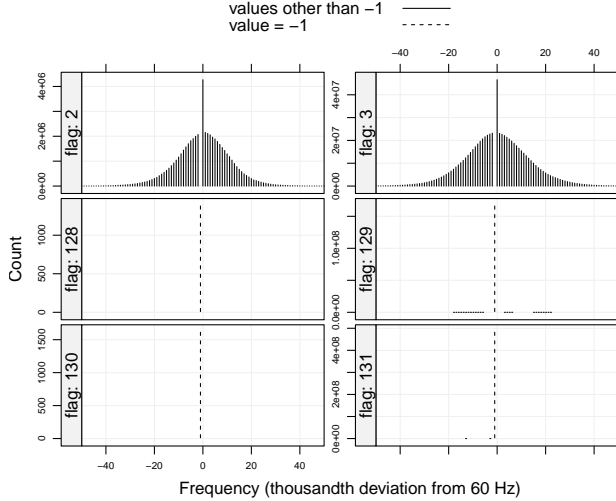 values other than −1
value = −1
−40 −20 0 20 40
Count
flag: 2
0e+00 2e+06 4e+06
flag: 3
0e+00 2e+07 4e+07
flag: 128
0 500 1000
flag: 129
0.0e+00 1.0e+08
flag: 130
0 500 1000 1500
flag: 131
0e+00 2e+08 4e+08
−40 −20 0 20 40
Frequency (thousandth deviation from 60 Hz)